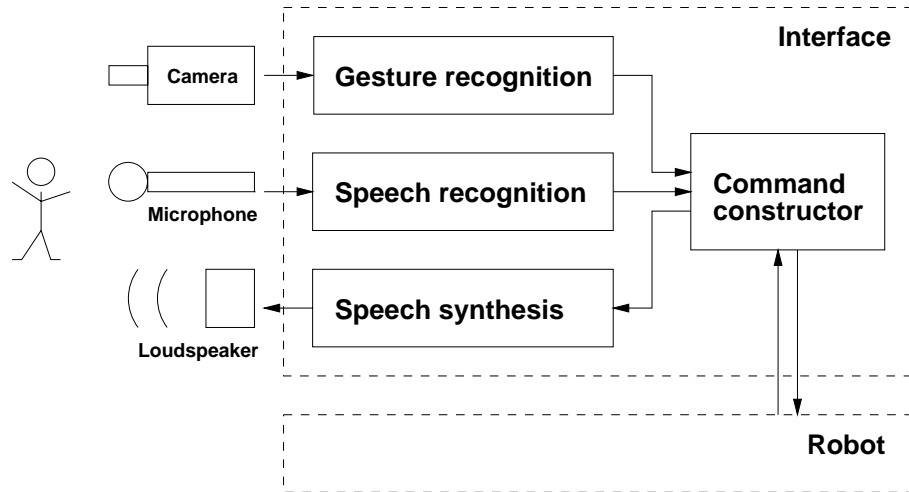 Interface
Camera
Gesture recognition
Microphone
Speech recognition
Command
constructor
Loudspeaker
Speech synthesis
Robot